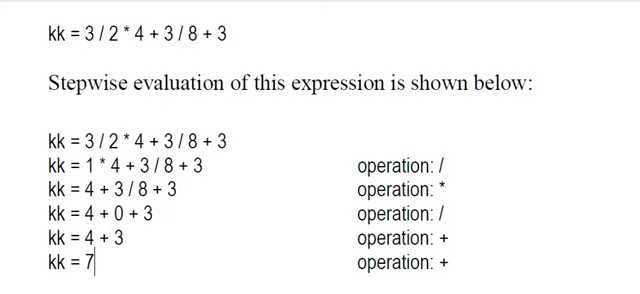 kk = 3 / 2 * 4 + 3 / 8 + 3
Stepwise evaluation of this expression is shown below:
kk = 3 / 2 * 4 + 3 / 8 + 3
kk = 1 * 4 + 3 / 8 + 3 operation: /
kk = 4 + 3 / 8 + 3 operation: *
kk = 4 + 0 + 3 operation: /
kk = 4 + 3 operation: +
kk = 7 operation: +